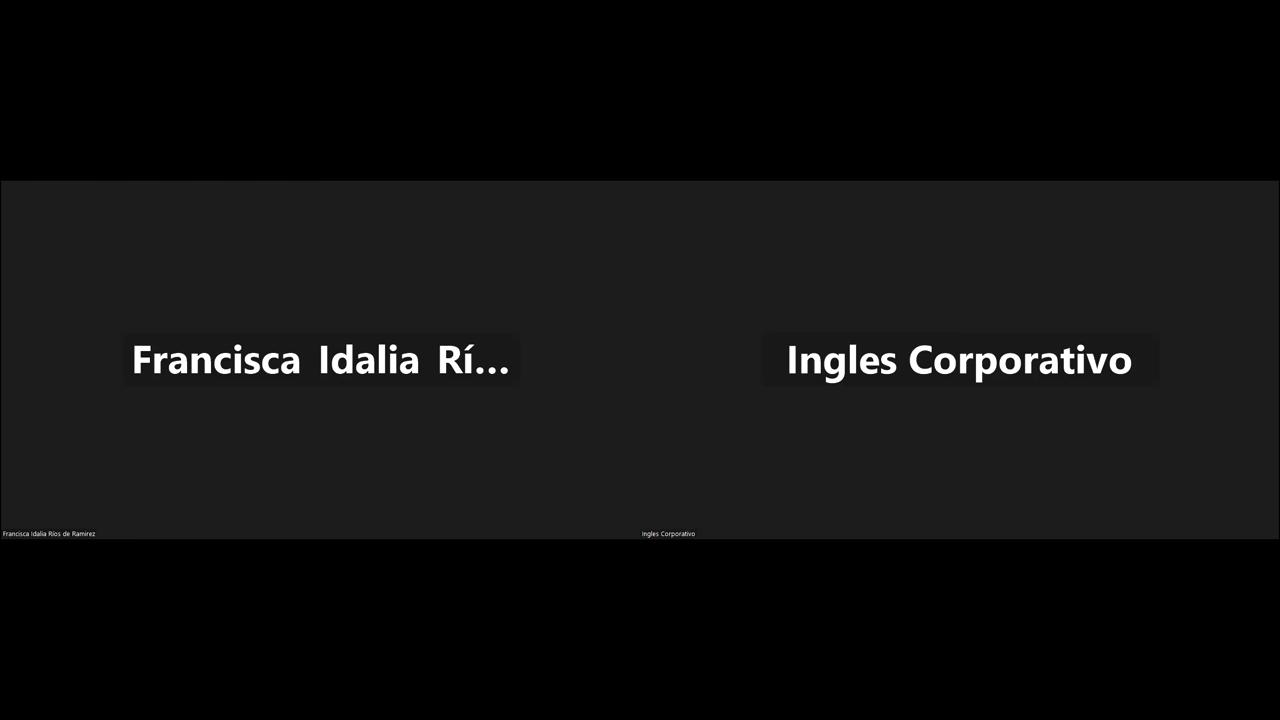 Francisca Idalia Rí...
Ingles Corporativo
Francisca Idalia Ríos de Ramirez
Ingles Corporativo